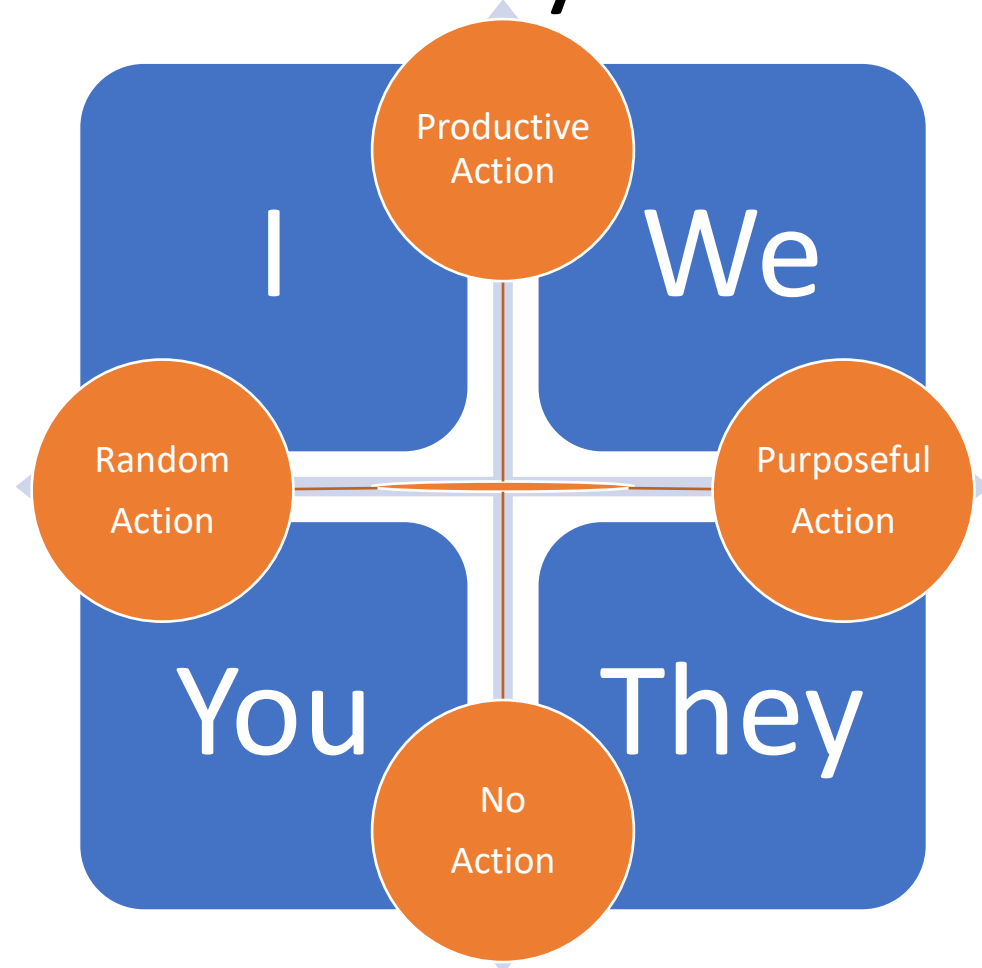 Productive
Action
I
We
Random
Action
Purposeful
Action
You
They
No
Action